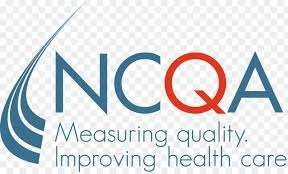 NCQA
Measuring quality.
Improving health care